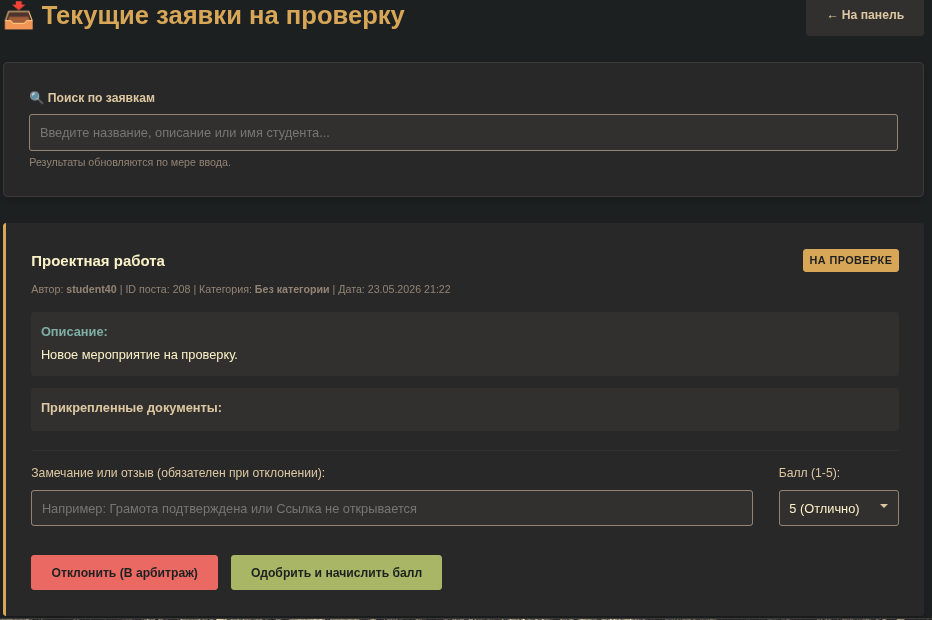 Текущие заявки на проверку
← На панель
Поиск по заявкам
Введите название, описание или имя студента...
Результаты обновляются по мере ввода.
Проектная работа
НА ПРОВЕРКЕ
Автор: student40 | ID поста: 208 | Категория: Без категории | Дата: 23.05.2026 21:22
Описание:
Новое мероприятие на проверку.
Прикрепленные документы:
Замечание или отзыв (обязателен при отклонении):
Балл (1-5):
Например: Грамота подтверждена или Ссылка не открывается
5 (Отлично)
Отклонить (В арбитраж)
Одобрить и начислить балл